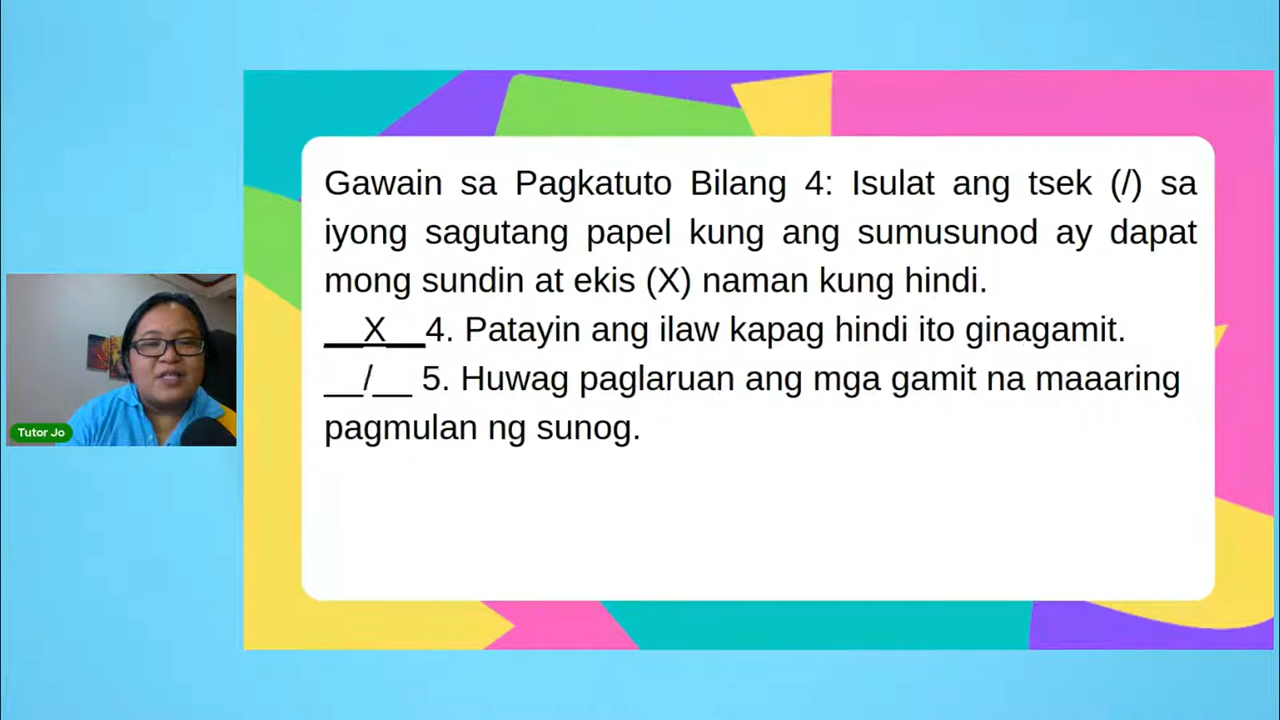 Gawain sa Pagkatuto Bilang 4: Isulat ang tsek (/) sa
iyong sagutang papel kung ang sumusunod ay dapat
mong sundin at ekis (X) naman kung hindi.
__X__4. Patayin ang ilaw kapag hindi ito ginagamit.
__/__ 5. Huwag paglaruan ang mga gamit na maaaring
pagmulan ng sunog.
Tutor Jo